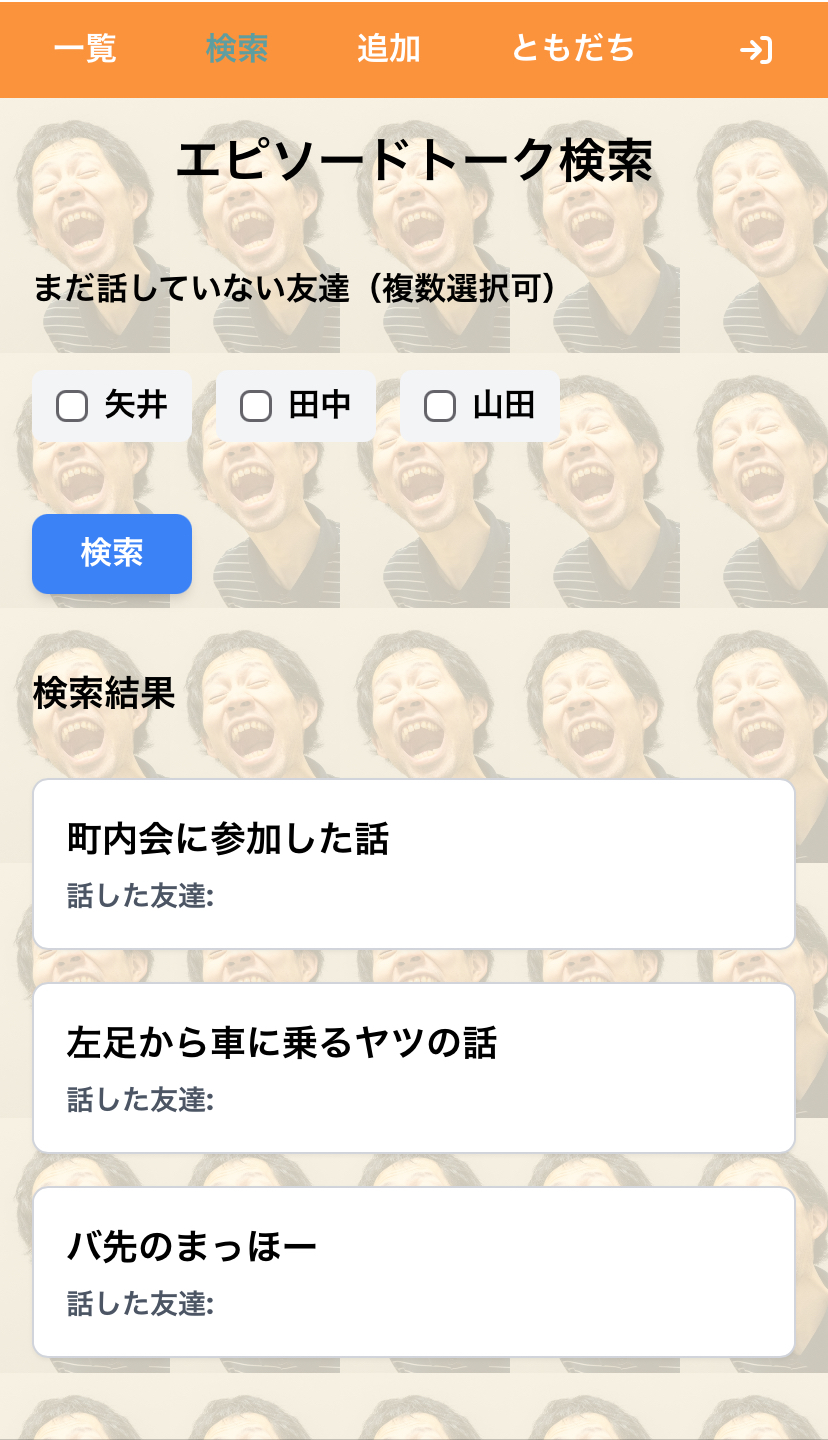 一覧 検索 追加 ともだち
エピソードトーク検索
まだ話していない友達（複数選択可）
矢井 田中 山田
検索
検索結果
町内会に参加した話
話した友達:
左足から車に乗るヤツの話
話した友達:
バ先のまっほー
話した友達: